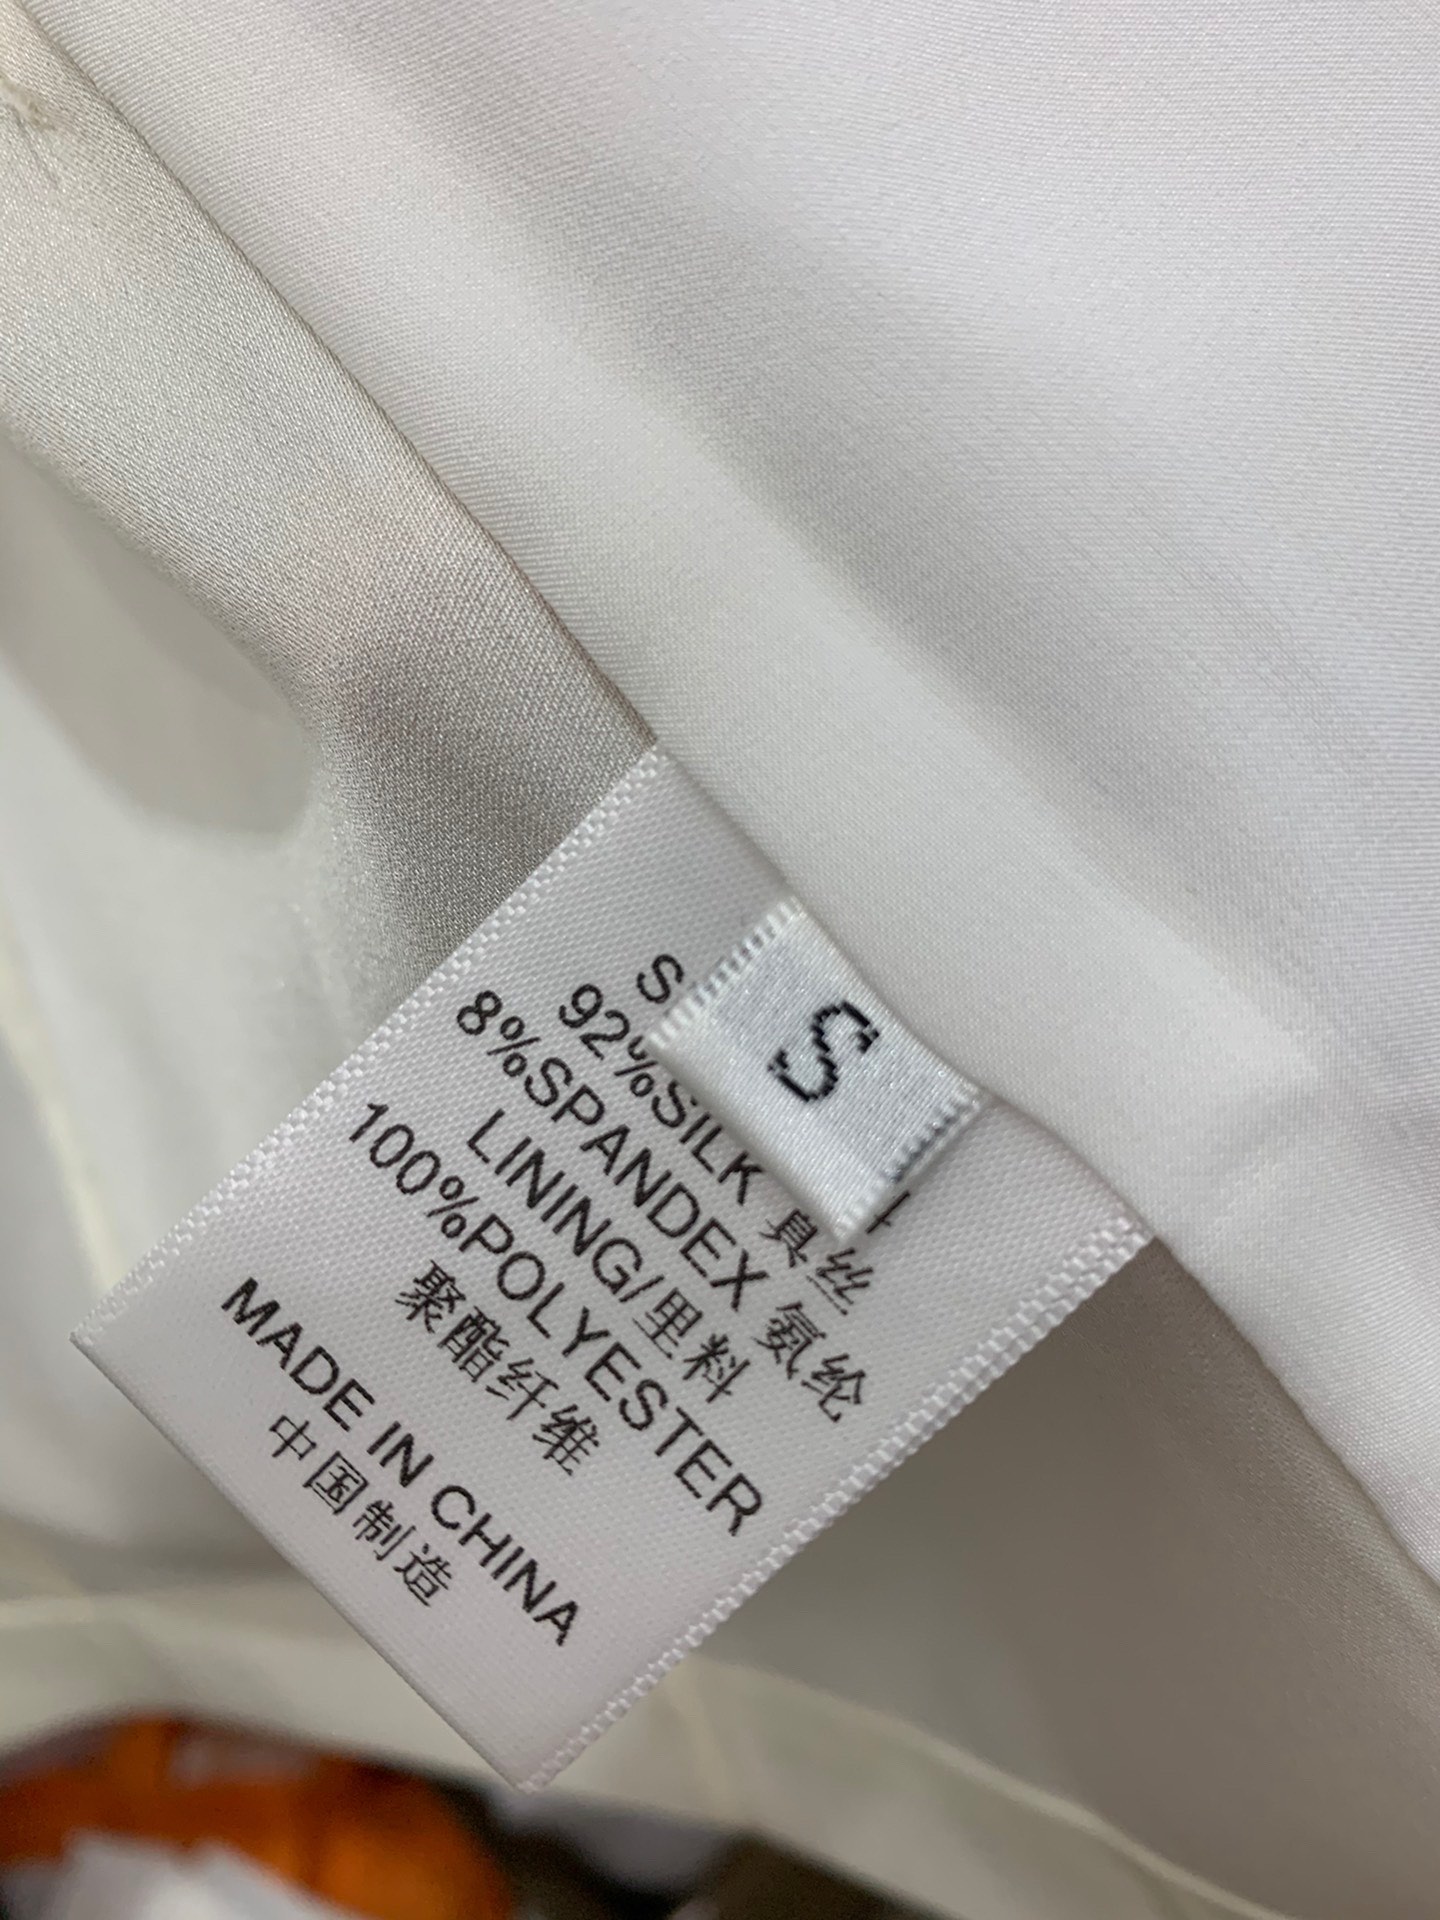 S
92%SILK 真丝
8%SPANDEX 氨纶
LINING/里料
100%POLYESTER
聚酯纤维
MADE IN CHINA
中国制造